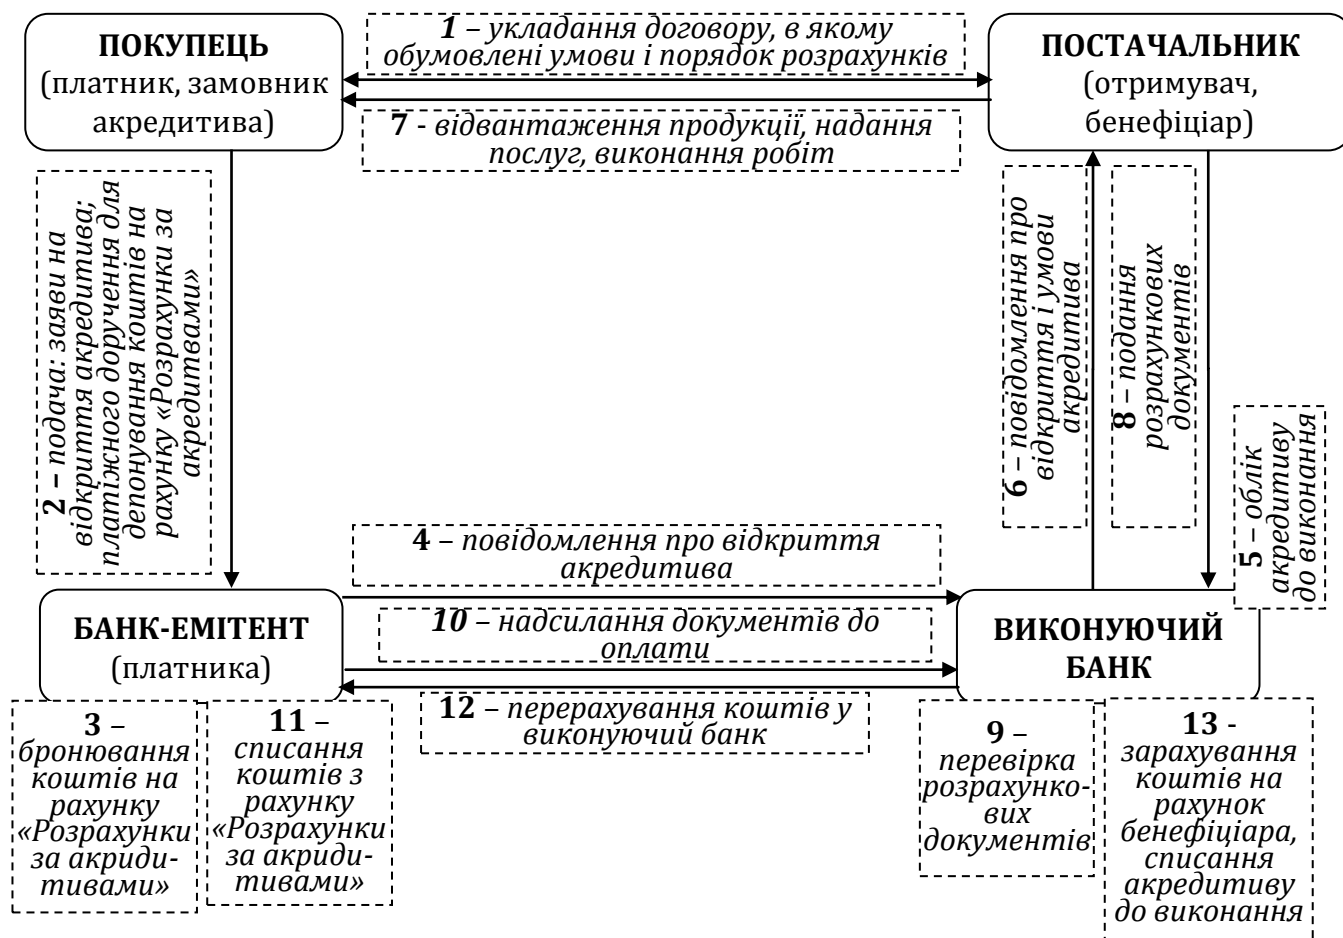 ПОКУПЕЦЬ
(платник, замовник
акредитива)
1 – укладання договору, в якому
обумовлені умови і порядок розрахунків
7 - відвантаження продукції, надання
послуг, виконання робіт
ПОСТАЧАЛЬНИК
(отримувач,
бенефіціар)
2 – подача: заяви на
відкриття акредитива;
платіжного доручення для
депонування коштів на
рахунку «Розрахунки за
акредитвами»
6 – повідомлення про
відкриття і умови
акредитива
8 – подання
розрахункових
документів
5 – облік
акредитиву
до виконання
4 – повідомлення про відкриття
акредитива
БАНК-ЕМІТЕНТ
(платника)
10 – надсилання документів до
оплати
12 – перерахування коштів у
виконуючий банк
ВИКОНУЮЧИЙ
БАНК
3 –
бронювання
коштів на
рахунку
«Розрахунки
за акриди-
тивами»
11 –
списання
коштів з
рахунку
«Розрахунки
за акриди-
тивами»
9 –
перевірка
розрахунко-
вих
документів
13 -
зарахування
коштів на
рахунок
бенефіціара,
списання
акредитиву
до виконання